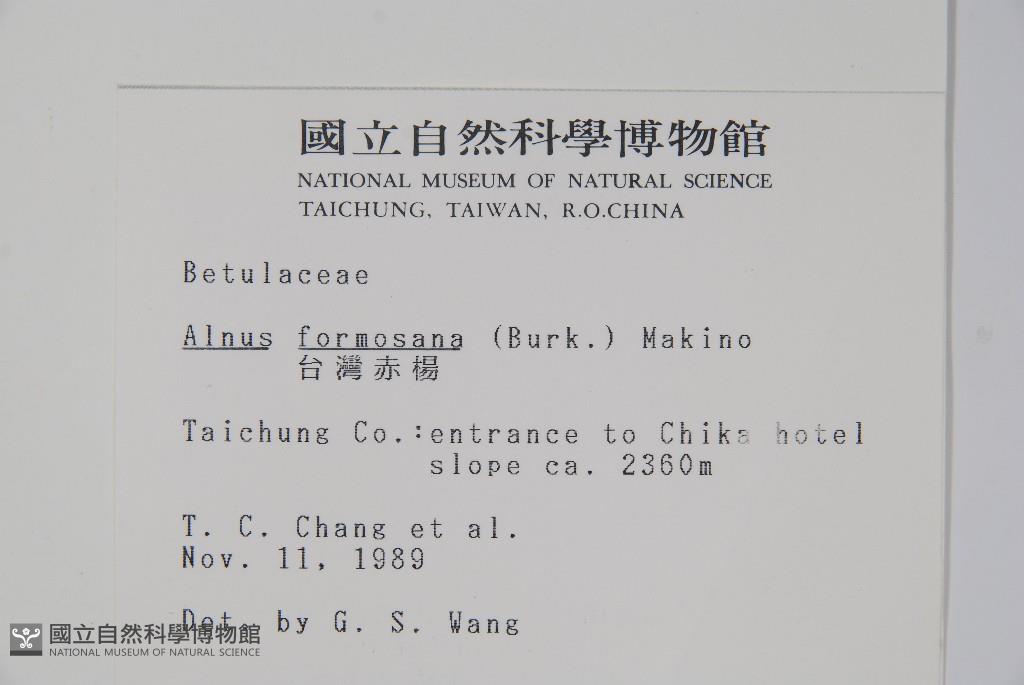 國立自然科學博物館
NATIONAL MUSEUM OF NATURAL SCIENCE
TAICHUNG, TAIWAN, R.O.CHINA
Betulaceae
Alnus formosana (Burk.) Makino
台灣赤楊
Taichung Co.:entrance to Chika hotel
slope ca. 2360m
T. C. Chang et al.
Nov. 11, 1989
Det. by G. S. Wang
國立自然科學博物館
NATIONAL MUSEUM OF NATURAL SCIENCE